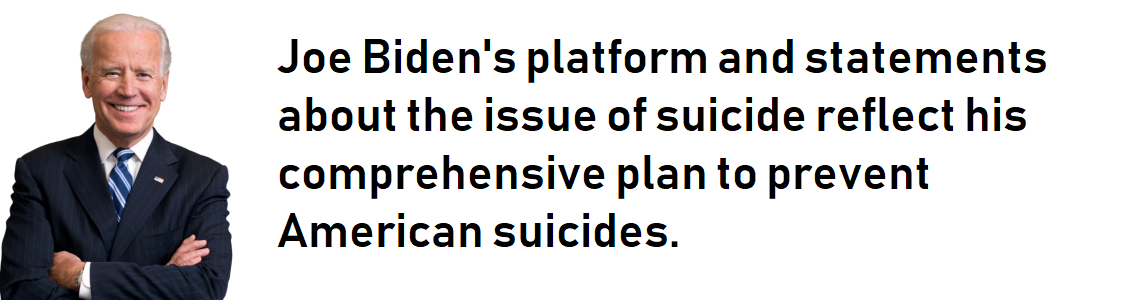 Joe Biden's platform and statements
about the issue of suicide reflect his
comprehensive plan to prevent
American suicides.